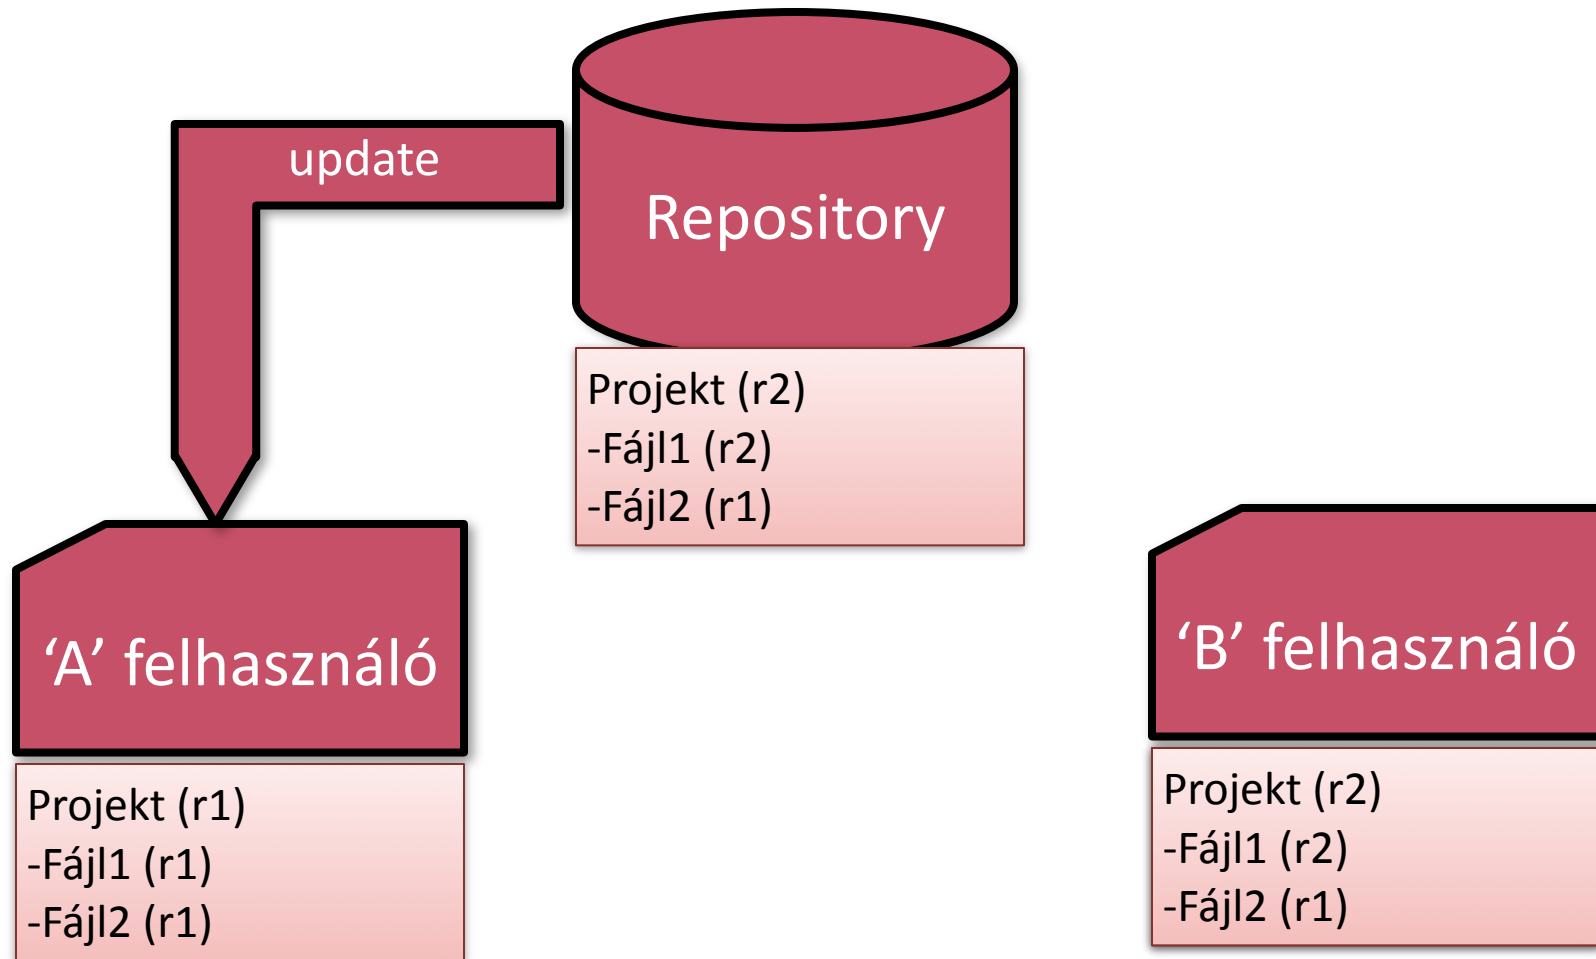 update
Repository
Projekt (r2)
-Fájl1 (r2)
-Fájl2 (r1)
‘A’ felhasználó
Projekt (r1)
-Fájl1 (r1)
-Fájl2 (r1)
‘B’ felhasználó
Projekt (r2)
-Fájl1 (r2)
-Fájl2 (r1)